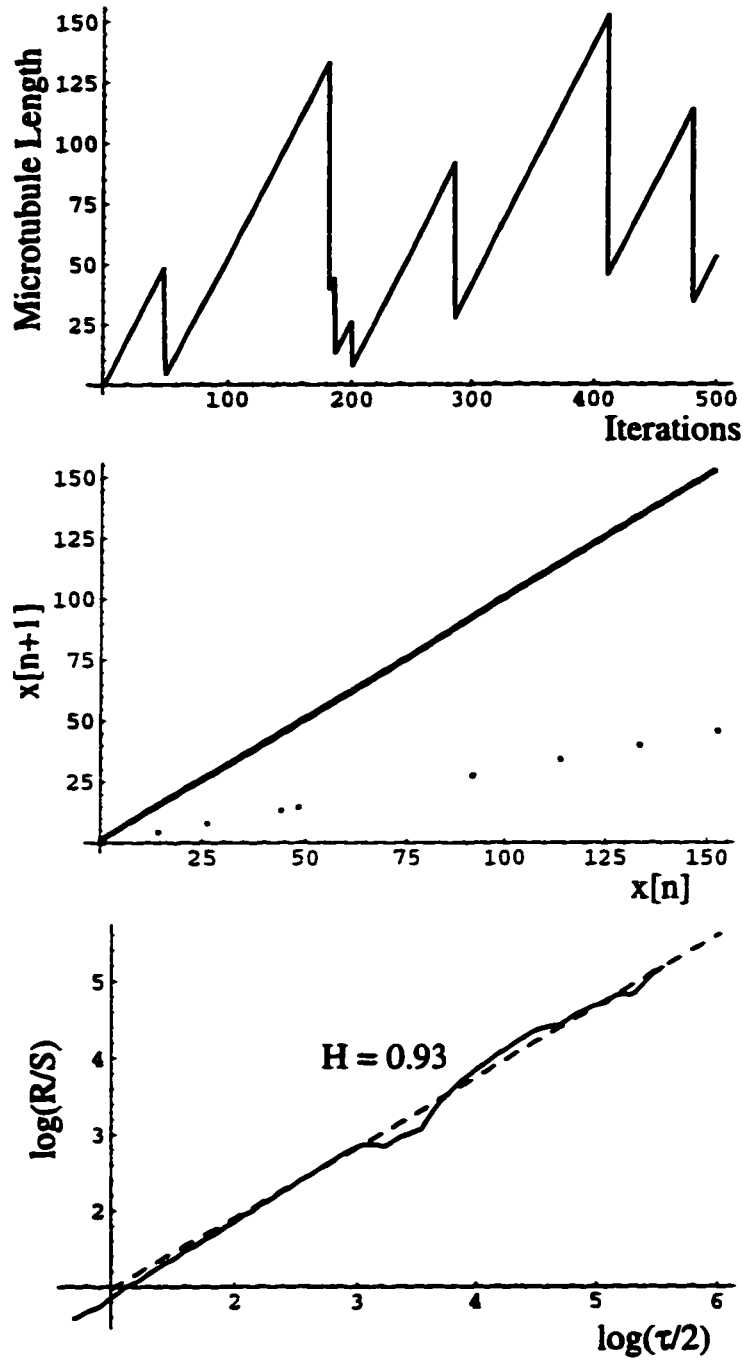 150
125
100
75
50
25
Microtubule Length
100 200 300 400 500
Iterations
150
125
100
75
50
25
x[n+1]
25 50 75 100 125 150
x[n]
5
4
3
2
log(R/S)
H = 0.93
2 3 4 5 6
log(τ/2)